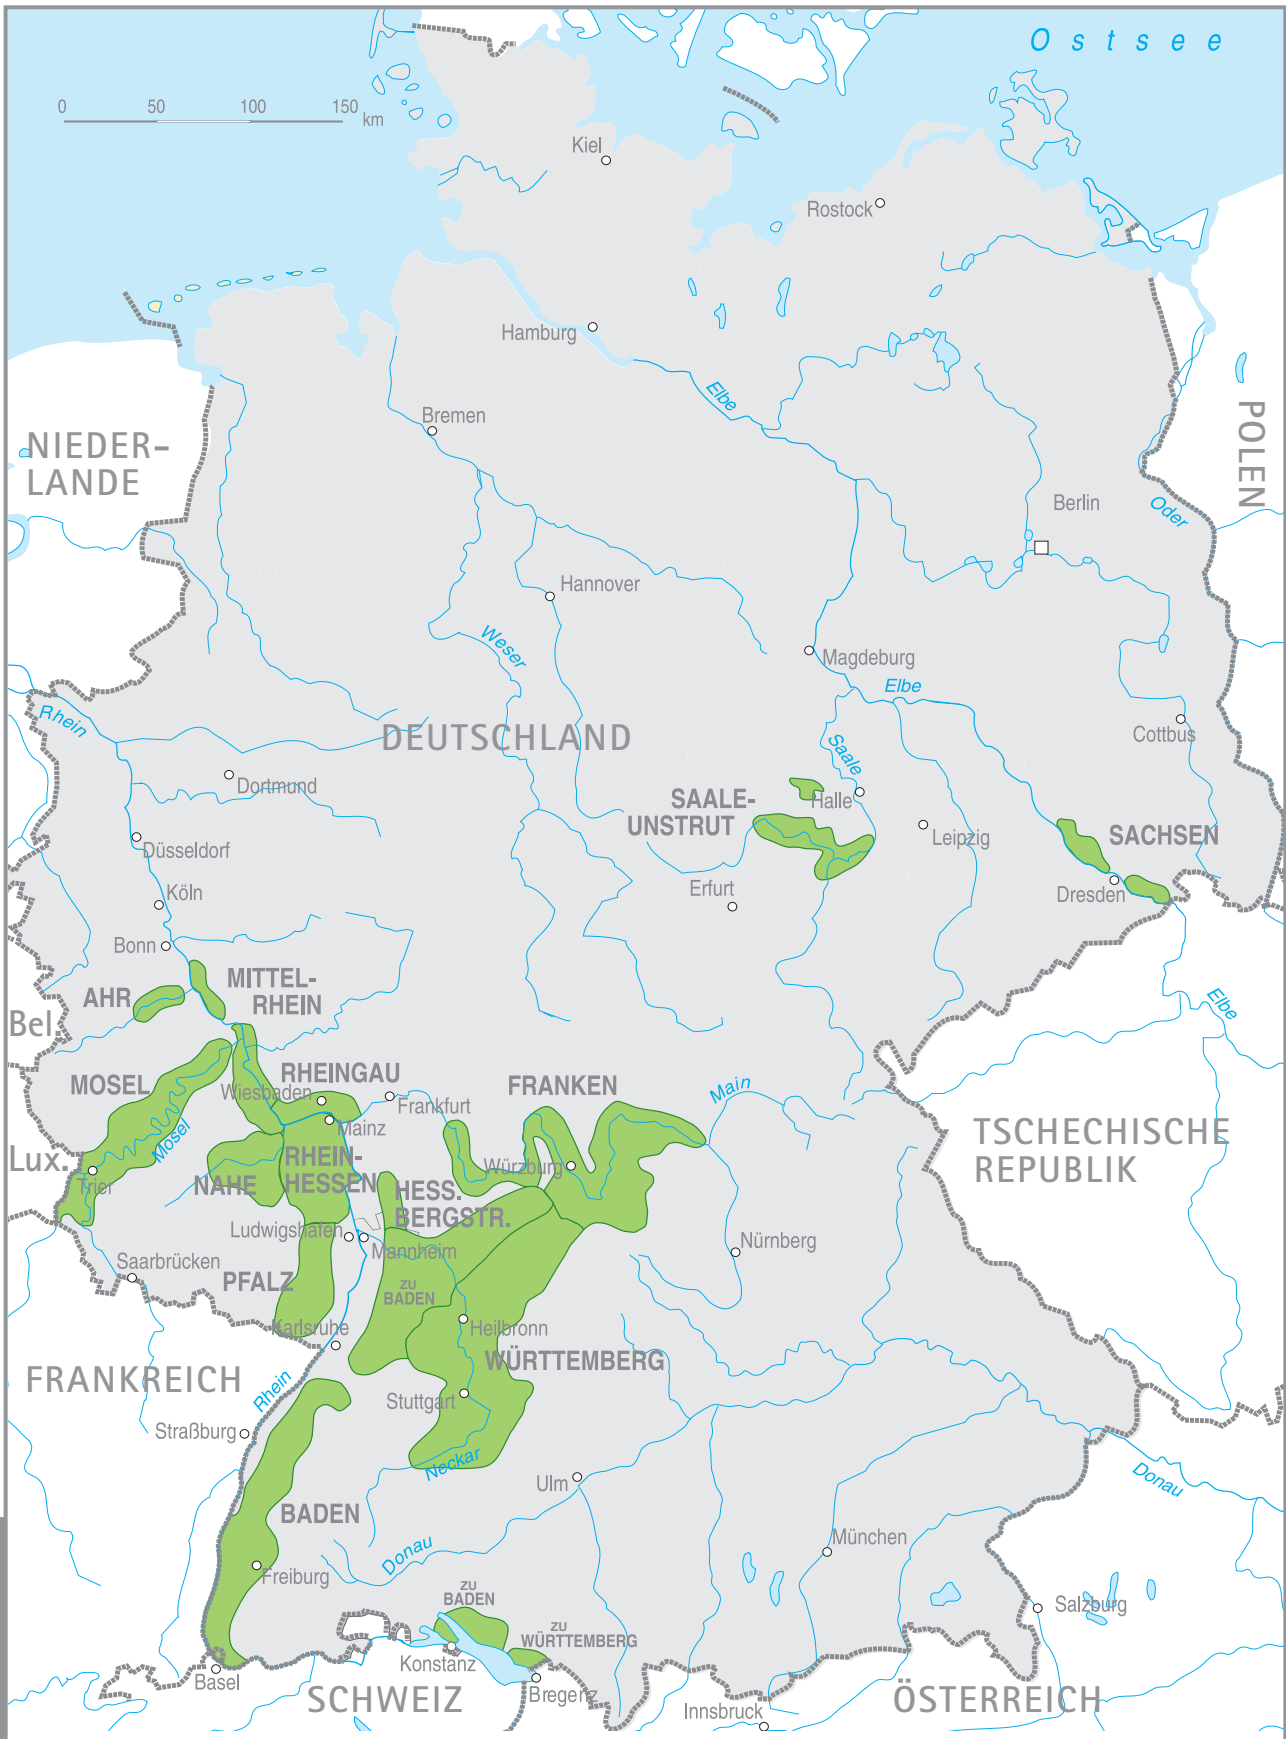 Ostsee
0 50 100 150 km
Kiel
Rostock
Hamburg
Elbe
Bremen
NIEDER-
LANDE
POLEN
Berlin
Oder
Hannover
Weser
Magdeburg
Elbe
Rhein
DEUTSCHLAND
Cottbus
Saale
Dortmund
SAALE-
UNSTRUT
Halle
Leipzig
SACHSEN
Düsseldorf
Köln
Erfurt
Dresden
Bonn
AHR
MITTEL-
RHEIN
Bel.
Elbe
MOSEL
RHEINGAU
FRANKEN
Main
Wiesbaden
Frankfurt
Mainz
TSCHECHISCHE
REPUBLIK
Mosel
Lux.
Trier
NAHE
RHEIN-
HESSEN
Würzburg
HESS.
BERGSTR.
Ludwigshafen
Mannheim
Nürnberg
Saarbrücken
PFALZ
ZU
BADEN
Karlsruhe
Heilbronn
WÜRTTEMBERG
FRANKREICH
Rhein
Stuttgart
Straßburg
Neckar
Ulm
Donau
BADEN
Donau
München
Freiburg
ZU
BADEN
Salzburg
ZU
WÜRTTEMBERG
Konstanz
Basel
Bregenz
SCHWEIZ
ÖSTERREICH
Innsbruck